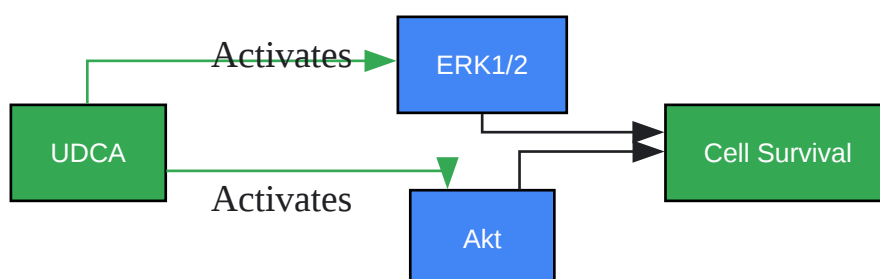 Activates
ERK1/2
UDCA
Cell Survival
Activates
Akt